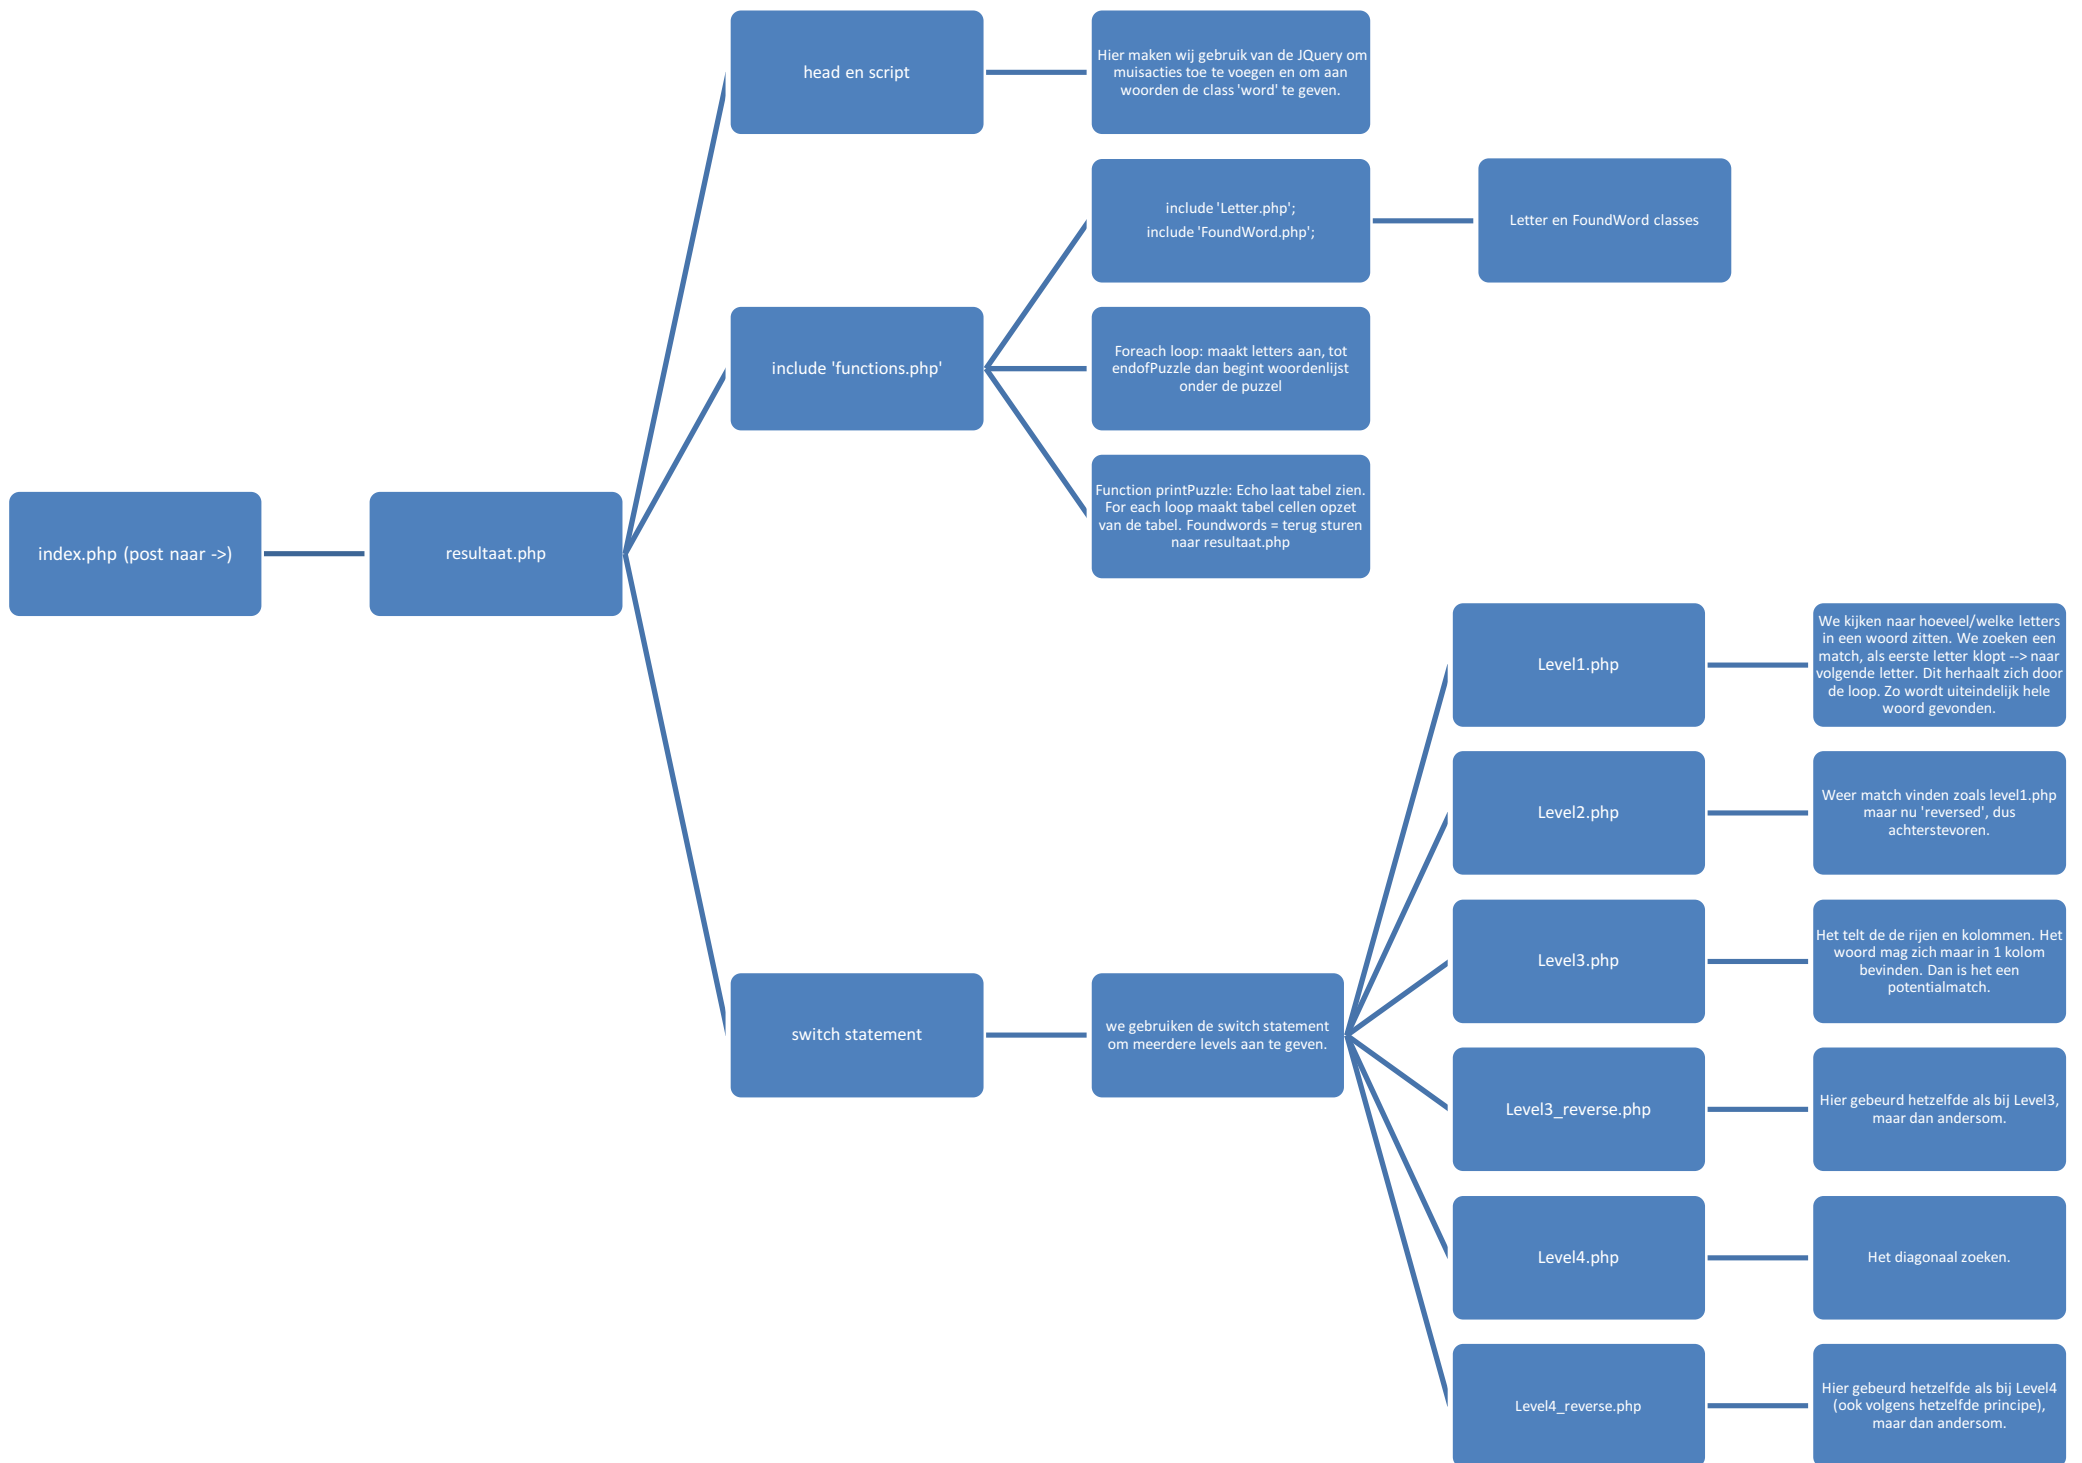 index.php (post naar ->)
resultaat.php
head en script
Hier maken wij gebruik van de JQuery om
muisacties toe te voegen en om aan
woorden de class 'word' te geven.
include 'functions.php'
include 'Letter.php';
include 'FoundWord.php';
Letter en FoundWord classes
Foreach loop: maakt letters aan, tot
endofPuzzle dan begint woordenlijst
onder de puzzel
Function printPuzzle: Echo laat tabel zien.
For each loop maakt tabel cellen opzet
van de tabel. Foundwords = terug sturen
naar resultaat.php
switch statement
we gebruiken de switch statement
om meerdere levels aan te geven.
Level1.php
We kijken naar hoeveel/welke letters
in een woord zitten. We zoeken een
match, als eerste letter klopt --> naar
volgende letter. Dit herhaalt zich door
de loop. Zo wordt uiteindelijk hele
woord gevonden.
Level2.php
Weer match vinden zoals level1.php
maar nu 'reversed', dus
achterstevoren.
Level3.php
Het telt de de rijen en kolommen. Het
woord mag zich maar in 1 kolom
bevinden. Dan is het een
potentialmatch.
Level3_reverse.php
Hier gebeurd hetzelfde als bij Level3,
maar dan andersom.
Level4.php
Het diagonaal zoeken.
Level4_reverse.php
Hier gebeurd hetzelfde als bij Level4
(ook volgens hetzelfde principe),
maar dan andersom.